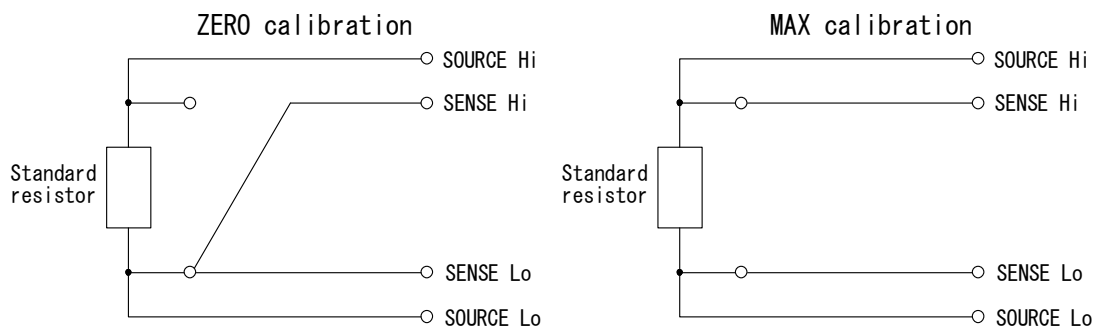 ZERO calibration
SOURCE Hi
SENSE Hi
Standard
resistor
SENSE Lo
SOURCE Lo
MAX calibration
SOURCE Hi
SENSE Hi
Standard
resistor
SENSE Lo
SOURCE Lo